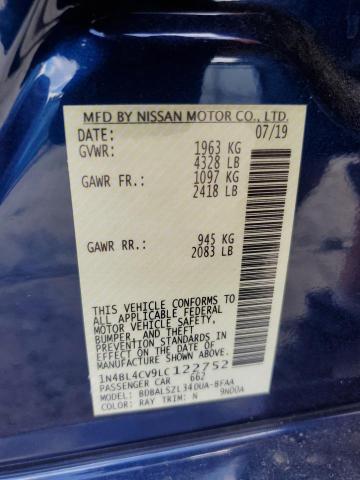 MFD BY NISSAN MOTOR CO., LTD.
DATE: 07/19
GVWR: 1963 KG
4328 LB
GAWR FR.: 1097 KG
2418 LB
GAWR RR.: 945 KG
2083 LB
THIS VEHICLE CONFORMS TO
ALL APPLICABLE FEDERAL
MOTOR VEHICLE SAFETY,
BUMPER, AND THEFT
PREVENTION STANDARDS
IN EFFECT ON THE DATE OF
MANUFACTURE SHOWN ABOVE.
1N4BL4CV9LC122752
PASSENGER CAR 662
MODEL: BDBALSZL340UA-BFAA
COLOR: RAY TRIM: N 9N00A